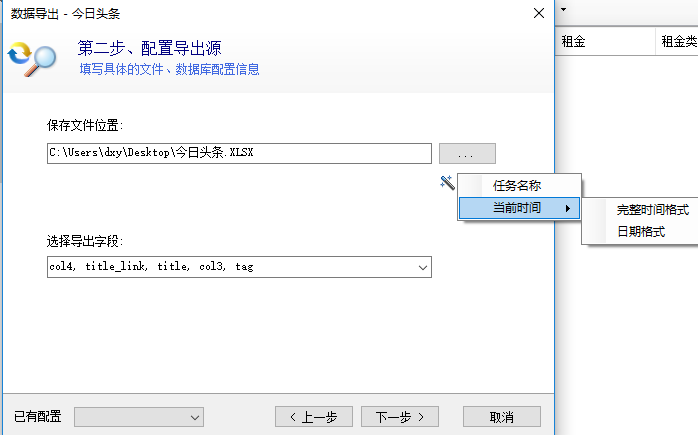 数据导出 - 今日头条
第二步、配置导出源
填写具体的文件、数据库配置信息
租金
租金类
保存文件位置:
C:\Users\dxy\Desktop\今日头条.XLSX
...
任务名称
当前时间
完整时间格式
日期格式
选择导出字段:
col4, title_link, title, col3, tag
已有配置
< 上一步
下一步 >
取消